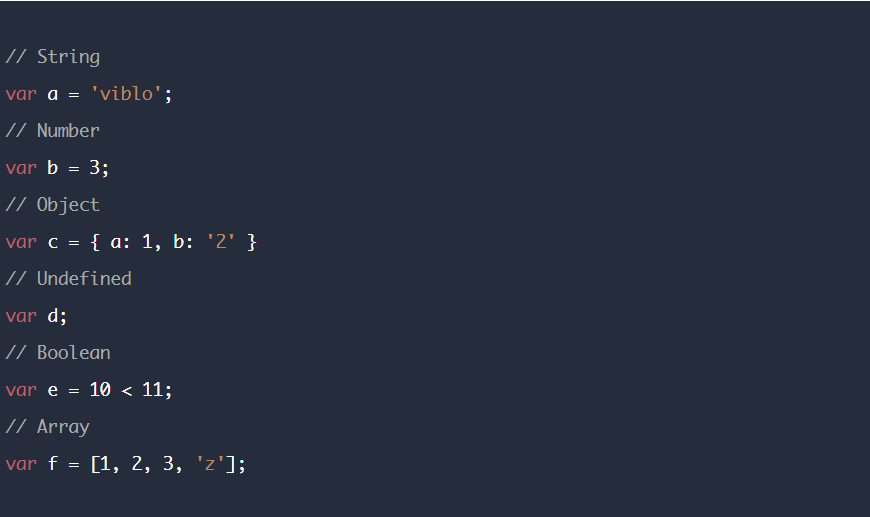 // String
var a = 'viblo';
// Number
var b = 3;
// Object
var c = { a: 1, b: '2' }
// Undefined
var d;
// Boolean
var e = 10 < 11;
// Array
var f = [1, 2, 3, 'z'];